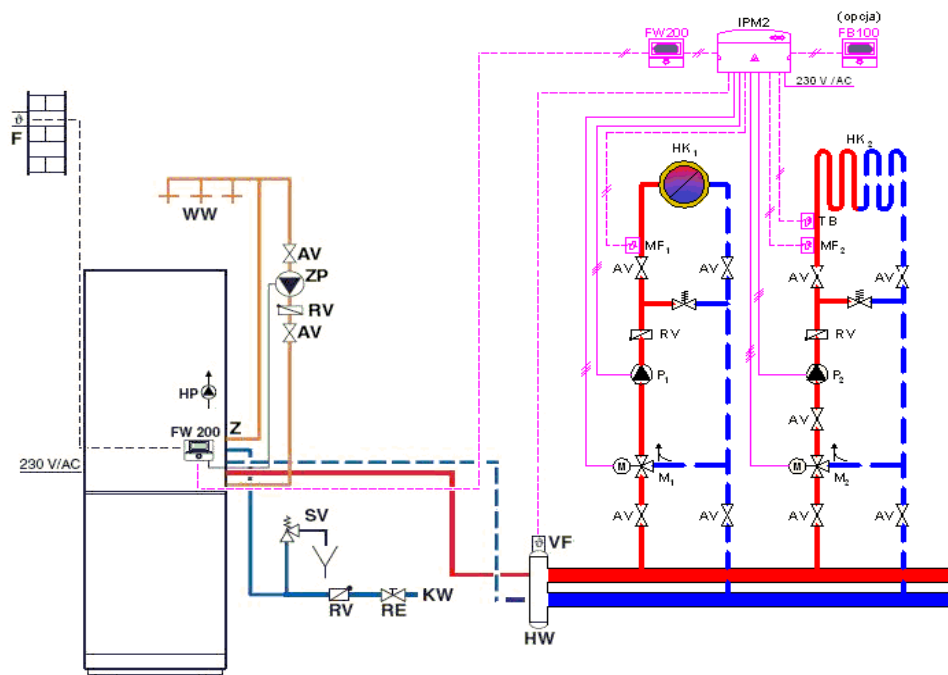 (opcja)
IPM2
FW200
FB100
230 V /AC
ϑ
F
HK₁
HK₂
WW
ϑ TB
ϑ MF₁
ϑ MF₂
AV
ZP
AV
AV
AV
AV
RV
AV
RV
RV
HP
P₁
P₂
FW 200
Z
AV
230 V/AC
M
M₁
M
M₂
SV
AV
AV
AV
AV
ϑ VF
RV
RE
KW
HW